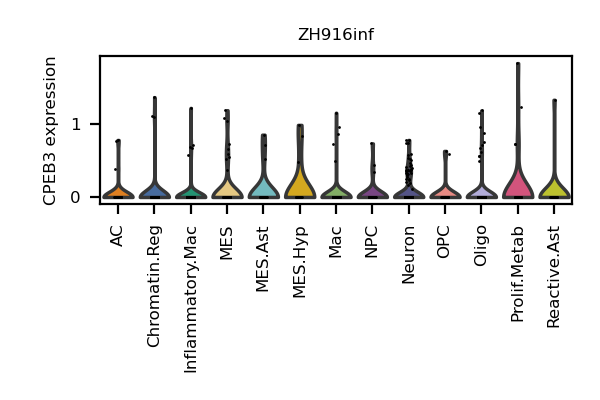 ZH916inf
CPEB3 expression
1
0
AC
Chromatin.Reg
Inflammatory.Mac
MES
MES.Ast
MES.Hyp
Mac
NPC
Neuron
OPC
Oligo
Prolif.Metab
Reactive.Ast